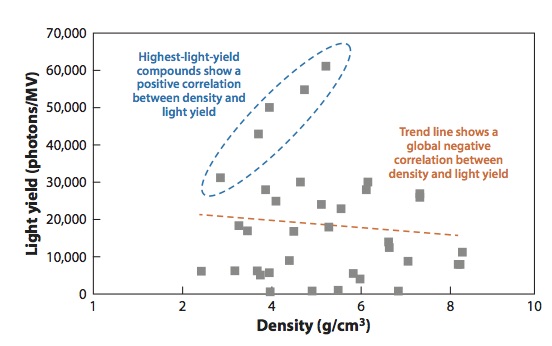 70,000
60,000
50,000
40,000
30,000
20,000
10,000
0
Light yield (photons/MV)
Highest-light-yield
compounds show a
positive correlation
between density and
light yield
Trend line shows a
global negative
correlation between
density and light yield
1 2 4 6 8 10
Density (g/cm³)